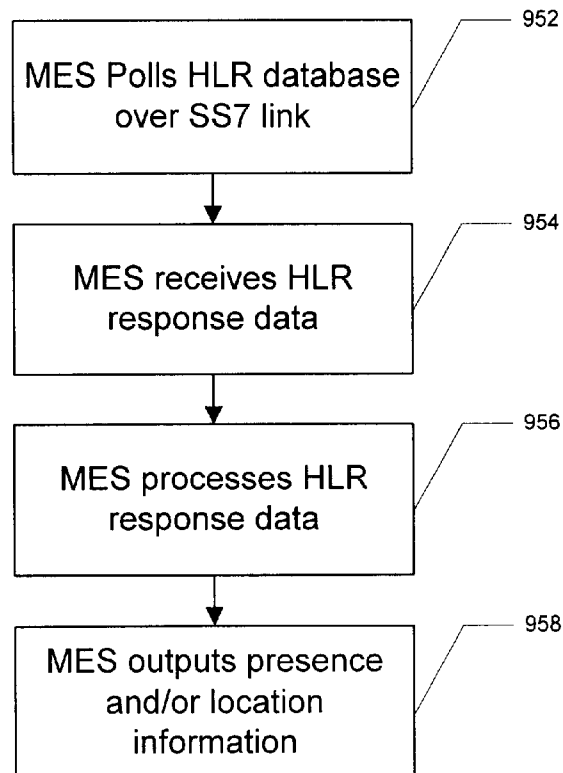 952
MES Polls HLR database
over SS7 link
954
MES receives HLR
response data
956
MES processes HLR
response data
958
MES outputs presence
and/or location
information